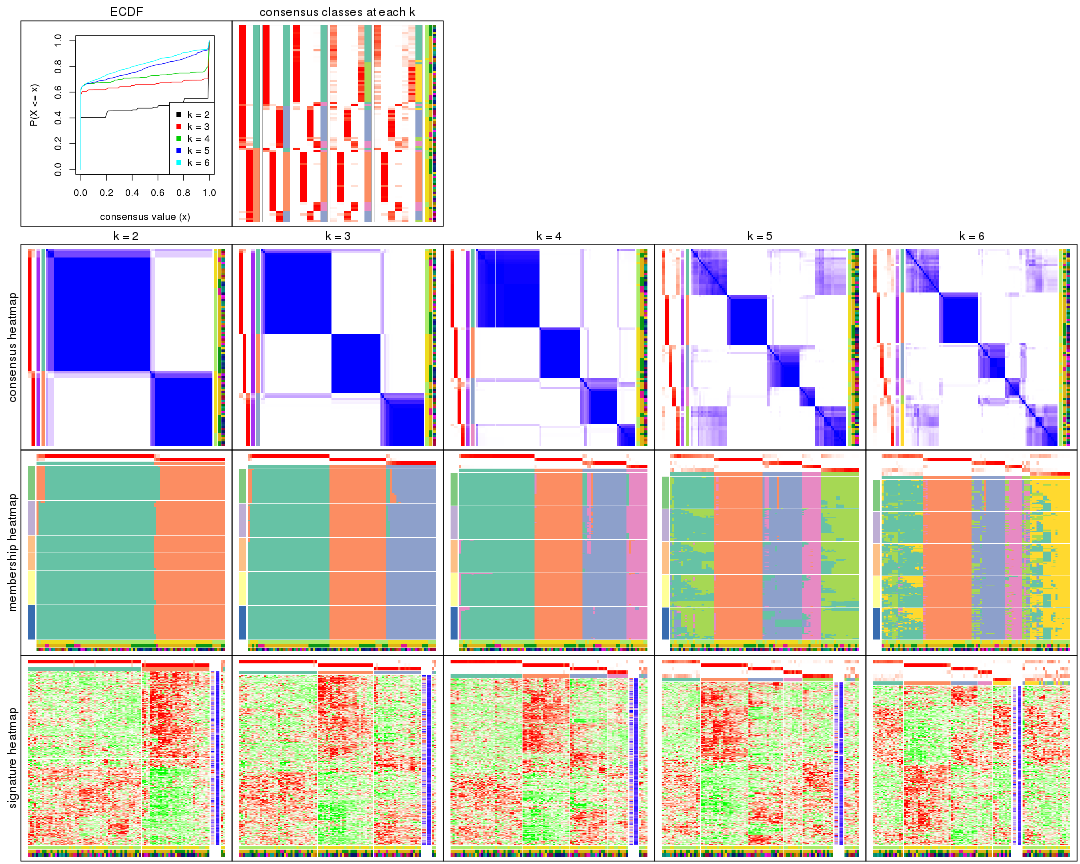 ECDF
consensus classes at each k
P(X <= x)
0.0 0.2 0.4 0.6 0.8 1.0
k = 2
k = 3
k = 4
k = 5
k = 6
0.0 0.2 0.4 0.6 0.8 1.0
consensus value (x)
k = 2 k = 3 k = 4 k = 5 k = 6
consensus heatmap
membership heatmap
signature heatmap